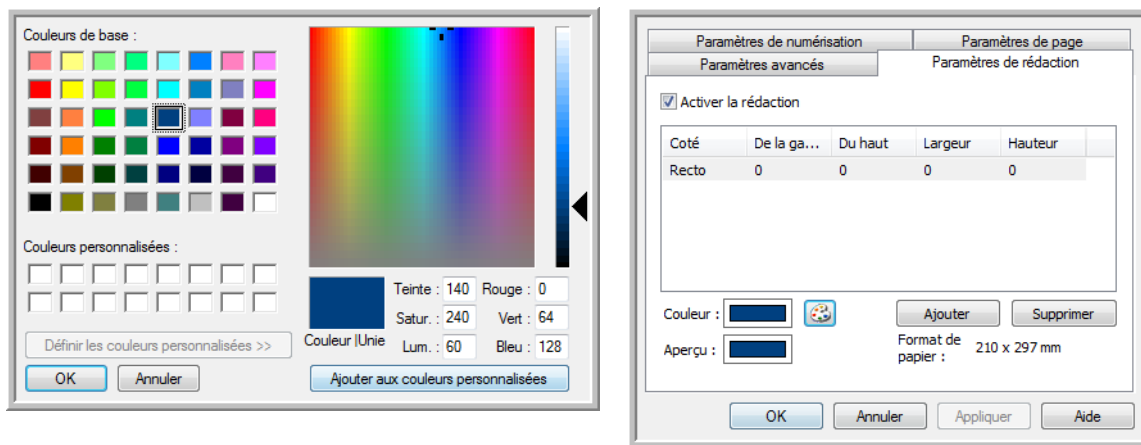 Couleurs de base :
Couleurs personnalisées :
Teinte : 140 Rouge : 0
Satur. : 240 Vert : 64
Couleur |Unie Lum. : 60 Bleu : 128
Définir les couleurs personnalisées >>
OK Annuler Ajouter aux couleurs personnalisées
Paramètres de numérisation Paramètres de page
Paramètres avancés Paramètres de rédaction
Activer la rédaction
Coté De la ga... Du haut Largeur Hauteur
Recto 0 0 0 0
Couleur : Ajouter Supprimer
Aperçu : Format de papier : 210 x 297 mm
OK Annuler Appliquer Aide